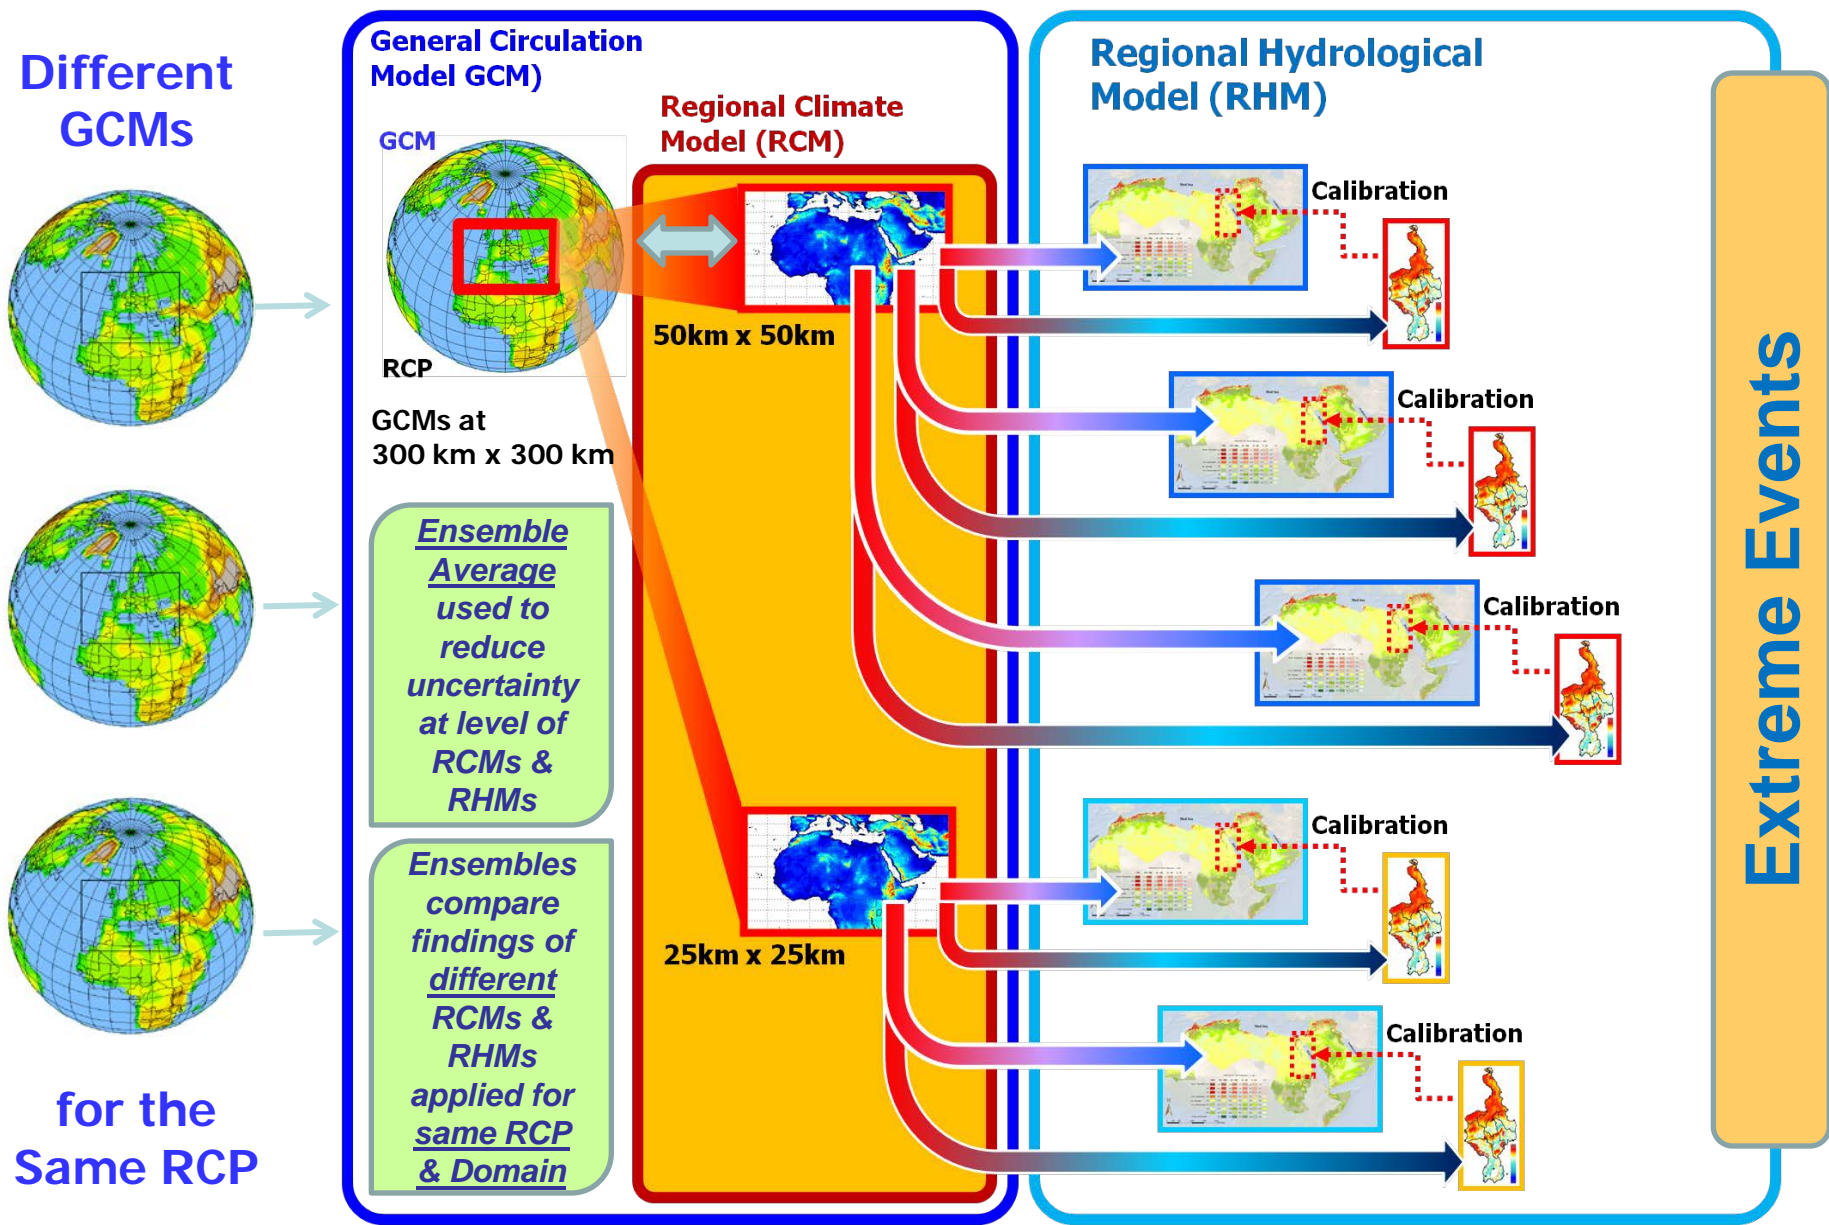 Different
GCMs
for the
Same RCP
General Circulation
Model GCM)
GCM
RCP
GCMs at
300 km x 300 km
Ensemble
Average
used to
reduce
uncertainty
at level of
RCMs &
RHMs
Ensembles
compare
findings of
different
RCMs &
RHMs
applied for
same RCP
& Domain
Regional Climate
Model (RCM)
50km x 50km
25km x 25km
Regional Hydrological
Model (RHM)
Calibration
Calibration
Calibration
Calibration
Calibration
Extreme Events